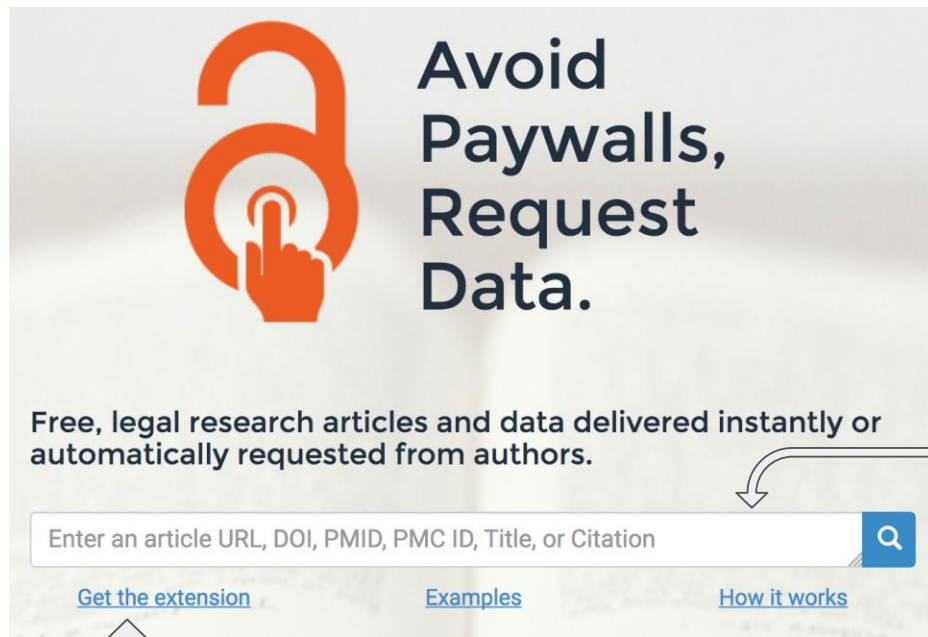 Avoid
Paywalls,
Request
Data.
Free, legal research articles and data delivered instantly or
automatically requested from authors.
Enter an article URL, DOI, PMID, PMC ID, Title, or Citation
Get the extension Examples How it works